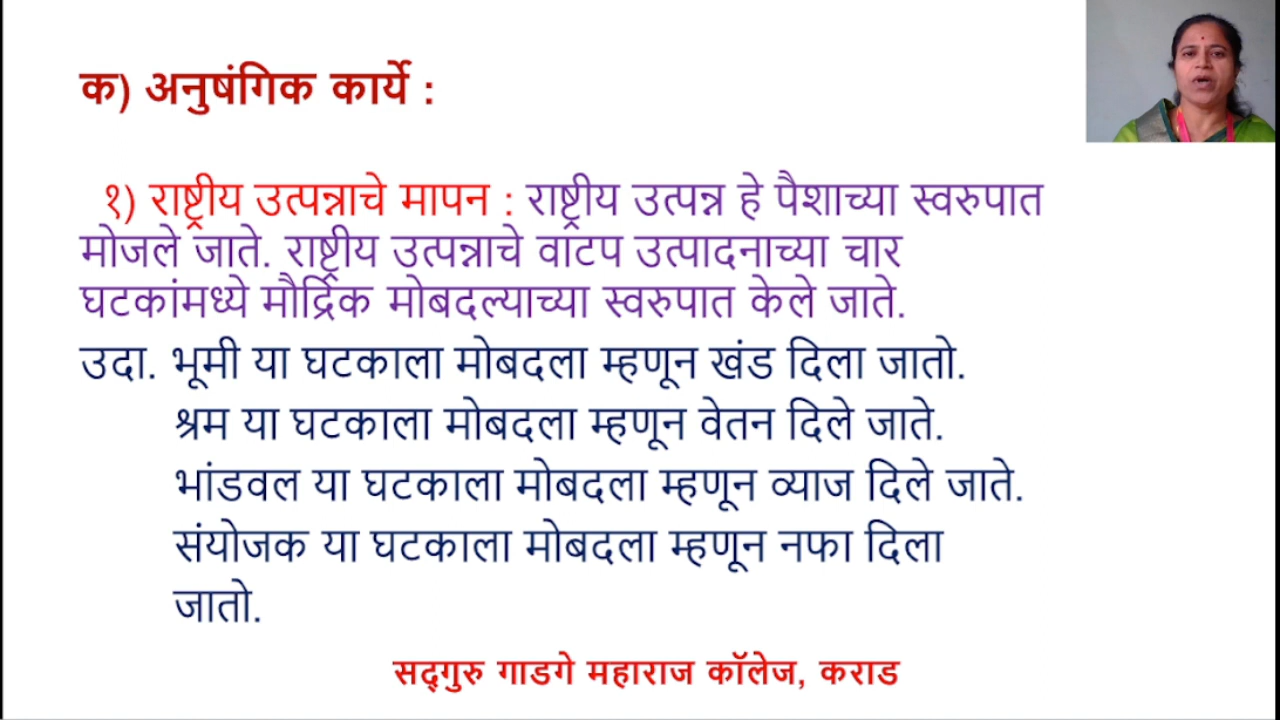 क) अनुषंगिक कार्ये :
१) राष्ट्रीय उत्पन्नाचे मापन : राष्ट्रीय उत्पन्न हे पैशाच्या स्वरुपात
मोजले जाते. राष्ट्रीय उत्पन्नाचे वाटप उत्पादनाच्या चार
घटकांमध्ये मौद्रिक मोबदल्याच्या स्वरुपात केले जाते.
उदा. भूमी या घटकाला मोबदला म्हणून खंड दिला जातो.
श्रम या घटकाला मोबदला म्हणून वेतन दिले जाते.
भांडवल या घटकाला मोबदला म्हणून व्याज दिले जाते.
संयोजक या घटकाला मोबदला म्हणून नफा दिला
जातो.
सद्‌गुरु गाडगे महाराज कॉलेज, कराड